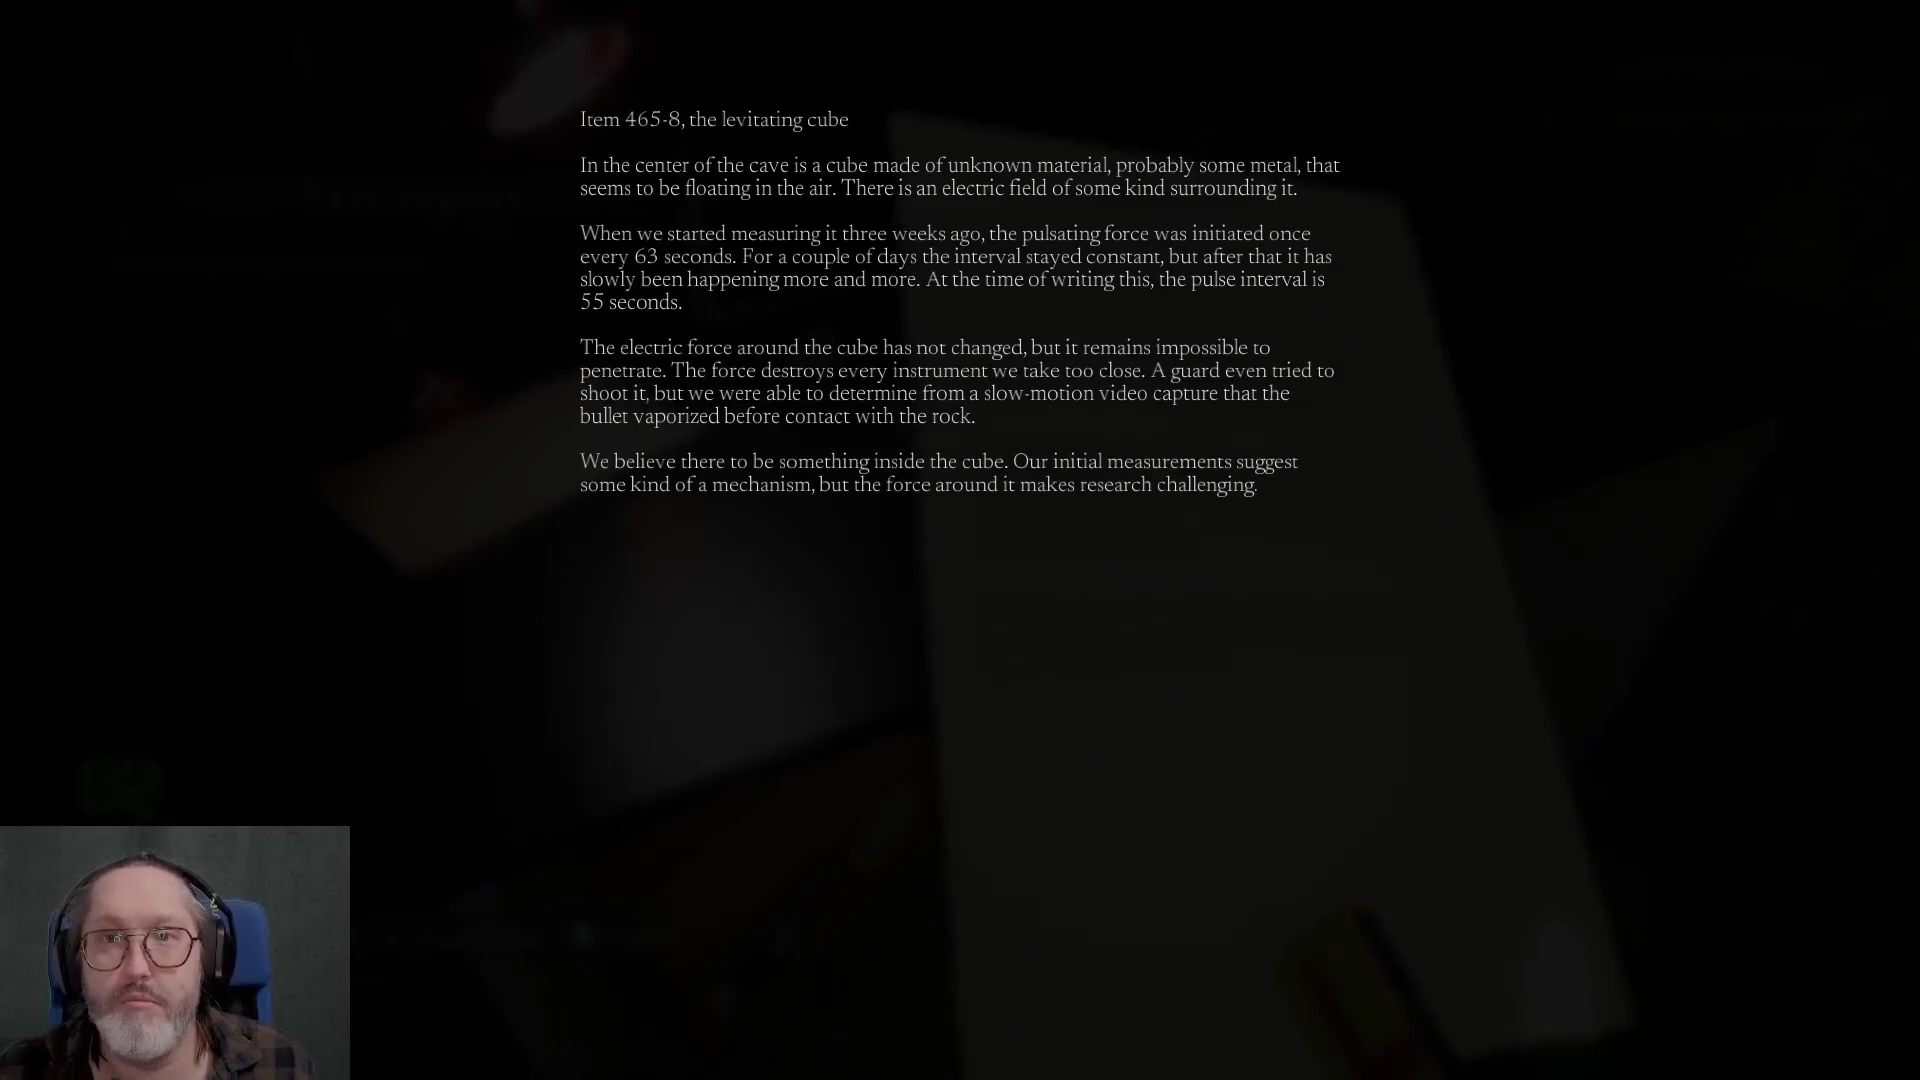 Item 465-8, the levitating cube
In the center of the cave is a cube made of unknown material, probably some metal, that
seems to be floating in the air. There is an electric field of some kind surrounding it.
When we started measuring it three weeks ago, the pulsating force was initiated once
every 63 seconds. For a couple of days the interval stayed constant, but after that it has
slowly been happening more and more. At the time of writing this, the pulse interval is
55 seconds.
The electric force around the cube has not changed, but it remains impossible to
penetrate. The force destroys every instrument we take too close. A guard even tried to
shoot it, but we were able to determine from a slow-motion video capture that the
bullet vaporized before contact with the rock.
We believe there to be something inside the cube. Our initial measurements suggest
some kind of a mechanism, but the force around it makes research challenging.